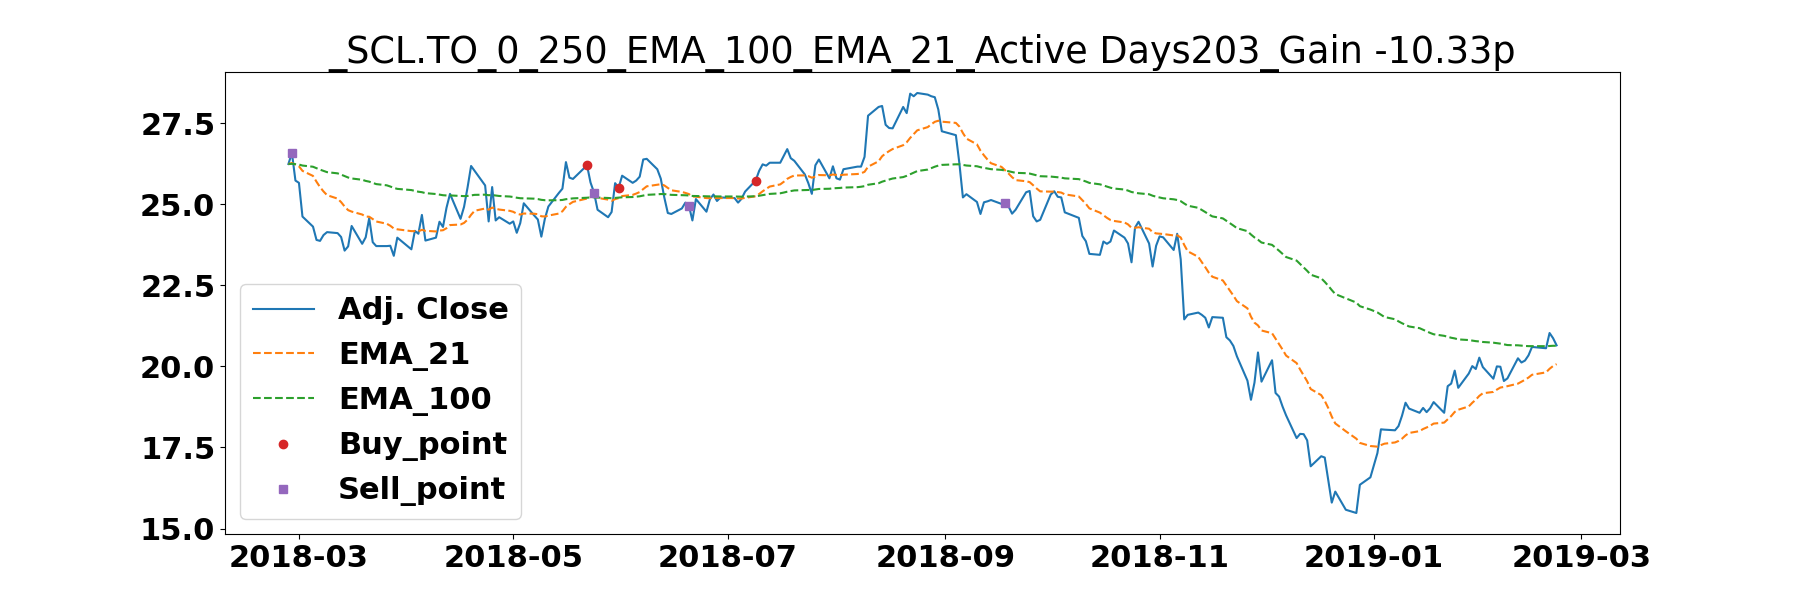 _SCL.TO_0_250_EMA_100_EMA_21_Active Days203_Gain -10.33p
27.5
25.0
22.5
20.0
17.5
15.0
Adj. Close
EMA_21
EMA_100
Buy_point
Sell_point
2018-03 2018-05 2018-07 2018-09 2018-11 2019-01 2019-03